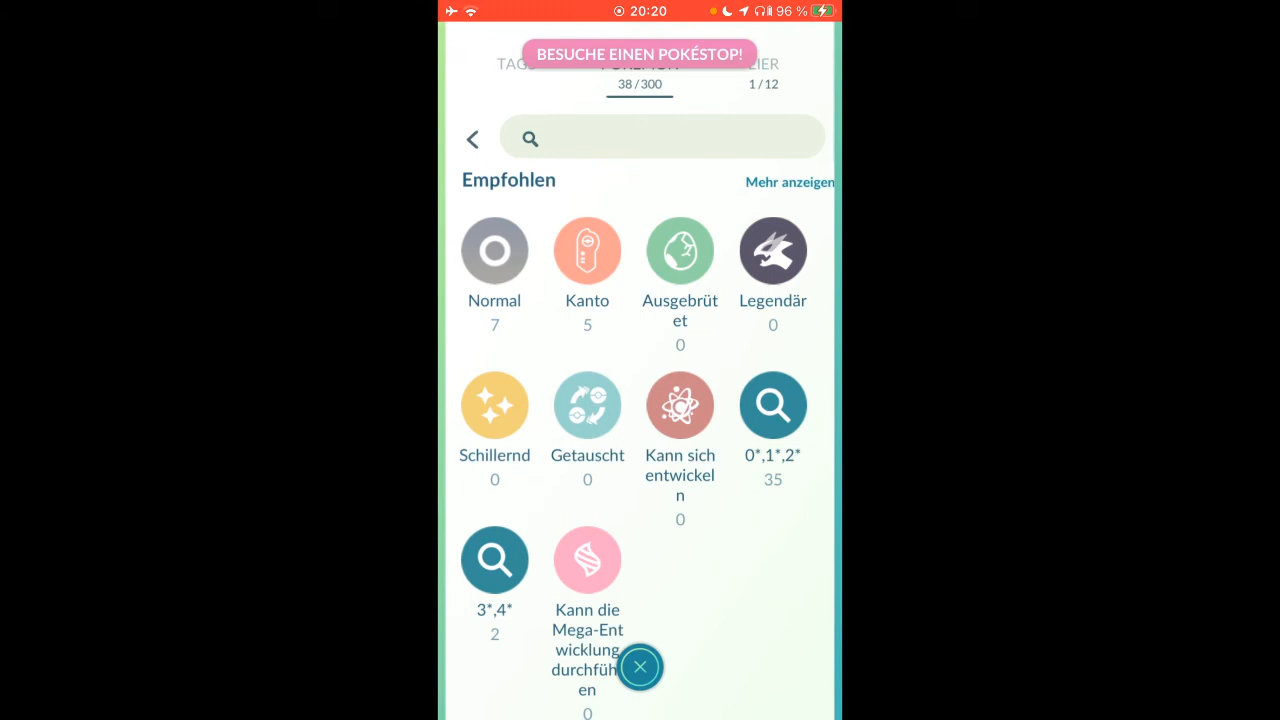 20:20
96 %
BESUCHE EINEN POKÉSTOP!
38/300
1/12
Empfohlen
Mehr anzeigen
Normal
7
Kanto
5
Ausgebrüt
et
0
Legendär
0
Schillernd
0
Getauscht
0
Kann sich
entwickel
n
0
0*,1*,2*
35
3*,4*
2
Kann die
Mega-Ent
wicklung
durchfüh
en
0